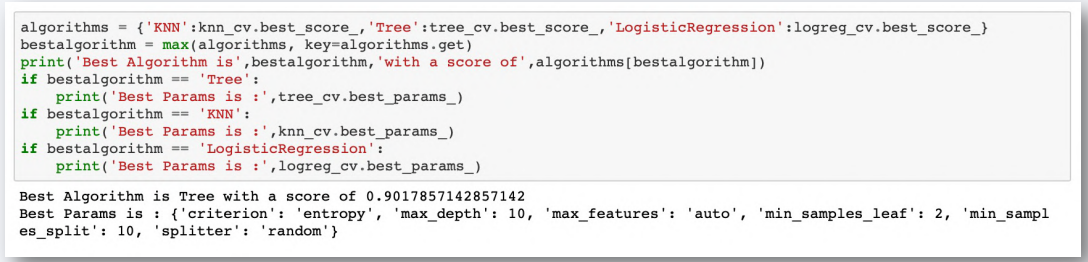 algorithms = {'KNN':knn_cv.best_score_,'Tree':tree_cv.best_score_,'LogisticRegression':logreg_cv.best_score_}
bestalgorithm = max(algorithms, key=algorithms.get)
print('Best Algorithm is',bestalgorithm,'with a score of',algorithms[bestalgorithm])
if bestalgorithm == 'Tree':
    print('Best Params is :',tree_cv.best_params_)
if bestalgorithm == 'KNN':
    print('Best Params is :',knn_cv.best_params_)
if bestalgorithm == 'LogisticRegression':
    print('Best Params is :',logreg_cv.best_params_)
Best Algorithm is Tree with a score of 0.9017857142857142
Best Params is : {'criterion': 'entropy', 'max_depth': 10, 'max_features': 'auto', 'min_samples_leaf': 2, 'min_sampl
es_split': 10, 'splitter': 'random'}